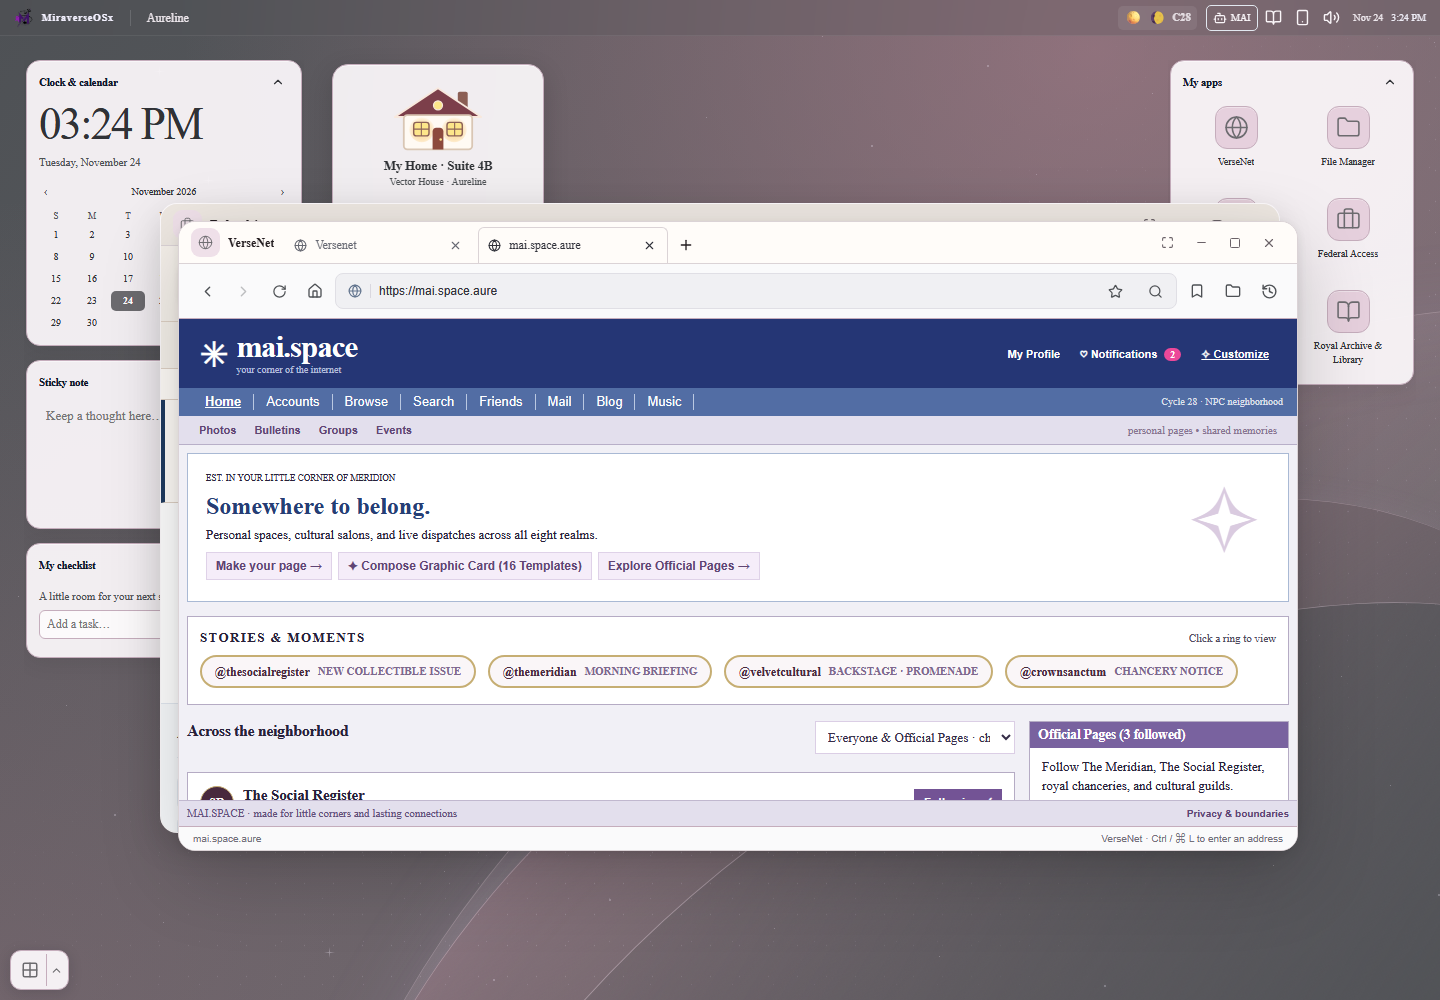 MiraverseOSx
Aureline
C28
MAI
Nov 24 3:24 PM
Clock & calendar
03:24 PM
Tuesday, November 24
‹ November 2026 ›
S M T
1 2 3
8 9 10
15 16 17
22 23 24
29 30
Sticky note
Keep a thought here…
My checklist
A little room for your next
Add a task…
My Home · Suite 4B
Vector House · Aureline
My apps
VerseNet
File Manager
Federal Access
Royal Archive &
Library
VerseNet
Versenet
mai.space.aure
https://mai.space.aure
mai.space
your corner of the internet
My Profile
♡ Notifications 2
✧ Customize
Home
Accounts
Browse
Search
Friends
Mail
Blog
Music
Cycle 28 · NPC neighborhood
Photos
Bulletins
Groups
Events
personal pages • shared memories
EST. IN YOUR LITTLE CORNER OF MERIDION
Somewhere to belong.
Personal spaces, cultural salons, and live dispatches across all eight realms.
Make your page →
✦ Compose Graphic Card (16 Templates)
Explore Official Pages →
STORIES & MOMENTS
Click a ring to view
@thesocialregister NEW COLLECTIBLE ISSUE
@themeridian MORNING BRIEFING
@velvetcultural BACKSTAGE · PROMENADE
@crownsanctum CHANCERY NOTICE
Across the neighborhood
Everyone & Official Pages · ch
Official Pages (3 followed)
Follow The Meridian, The Social Register,
royal chanceries, and cultural guilds.
The Social Register
MAI.SPACE · made for little corners and lasting connections
Privacy & boundaries
mai.space.aure
VerseNet · Ctrl / ⌘ L to enter an address